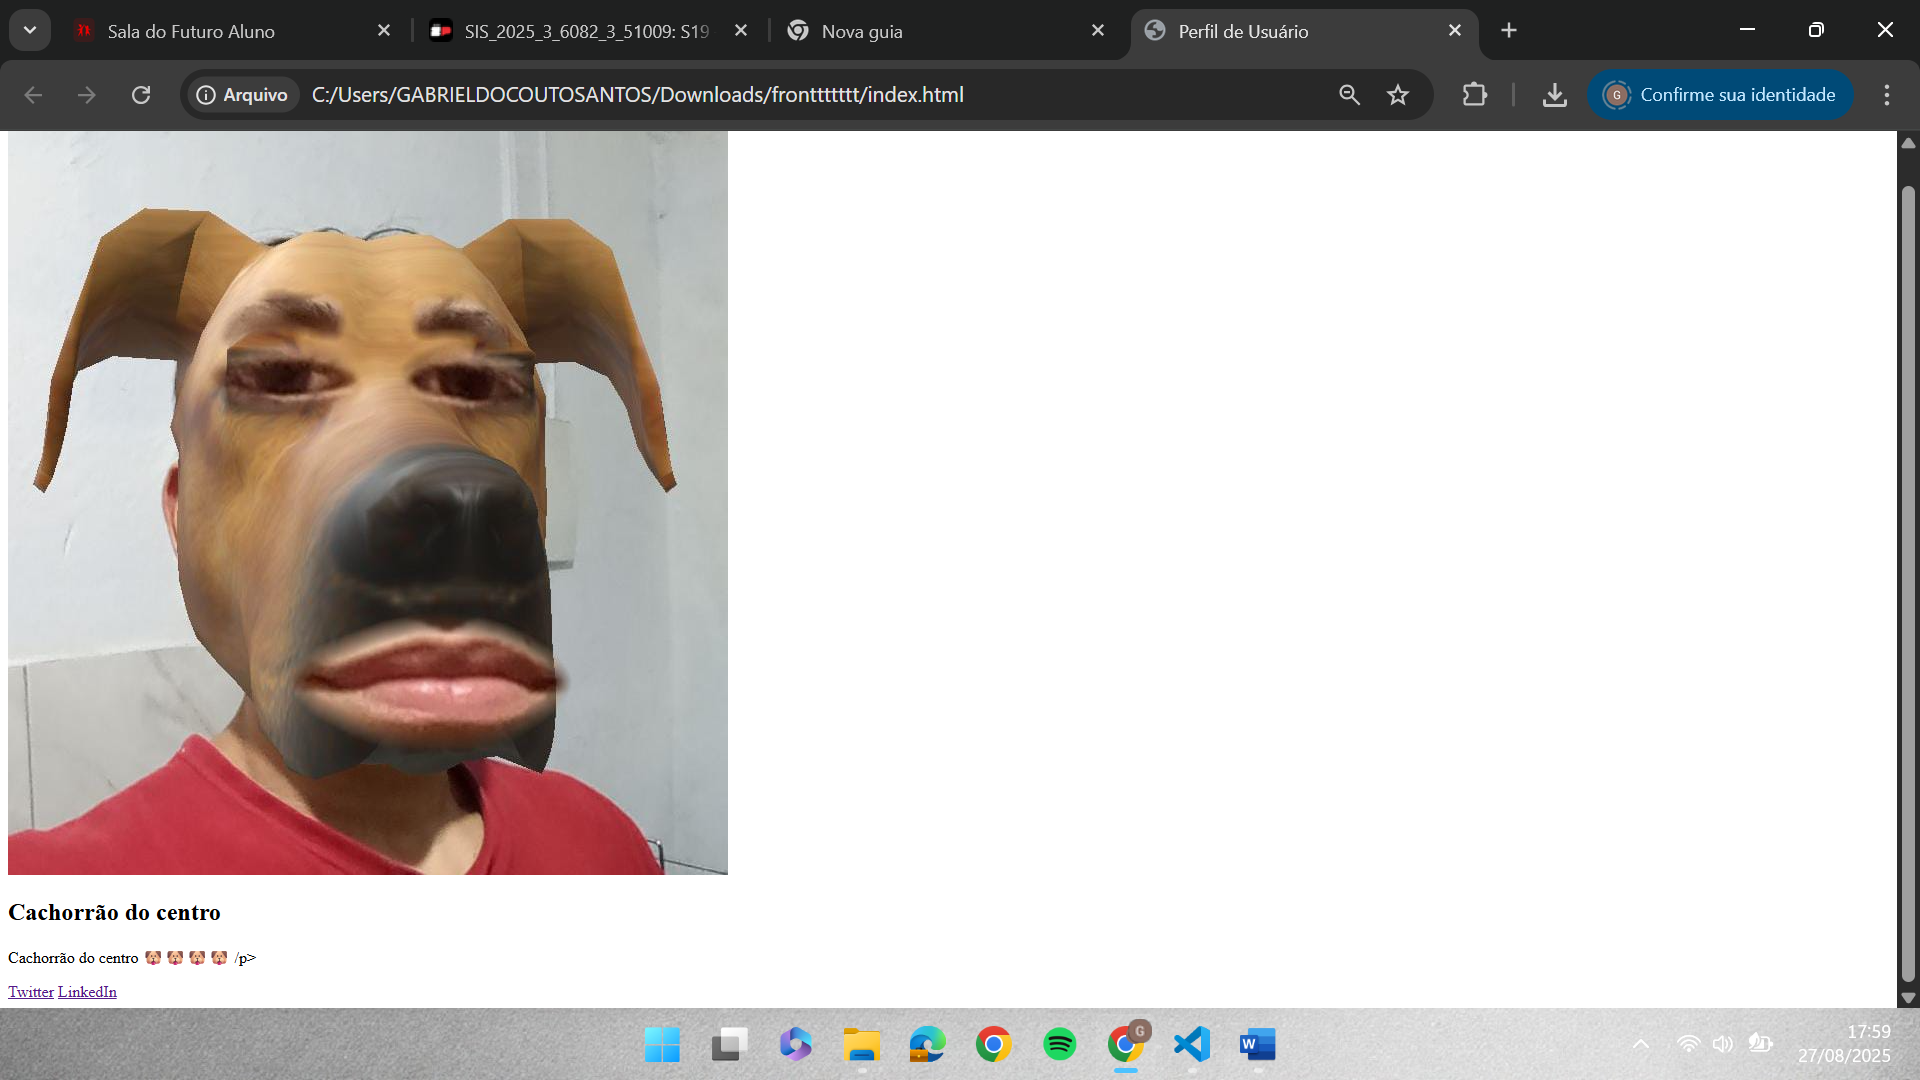 Sala do Futuro Aluno
SIS_2025_3_6082_3_51009: S19
Nova guia
Perfil de Usuário
Arquivo
C:/Users/GABRIELDOCOUTOSANTOS/Downloads/fronttttttt/index.html
G
Confirme sua identidade
Cachorrão do centro
Cachorrão do centro 🐶 🐶 🐶 🐶 /p>
Twitter LinkedIn
G
W
17:59
27/08/2025